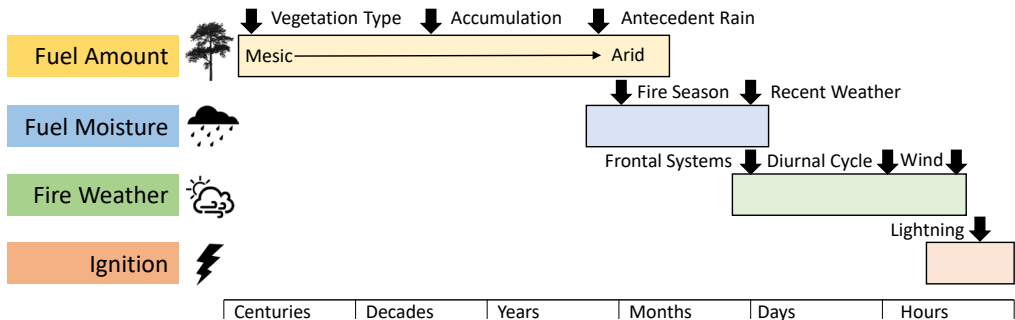 Vegetation Type Accumulation Antecedent Rain
Fuel Amount
Mesic Arid
Fire Season Recent Weather
Fuel Moisture
Frontal Systems Diurnal Cycle Wind
Fire Weather
Lightning
Ignition
Centuries Decades Years Months Days Hours